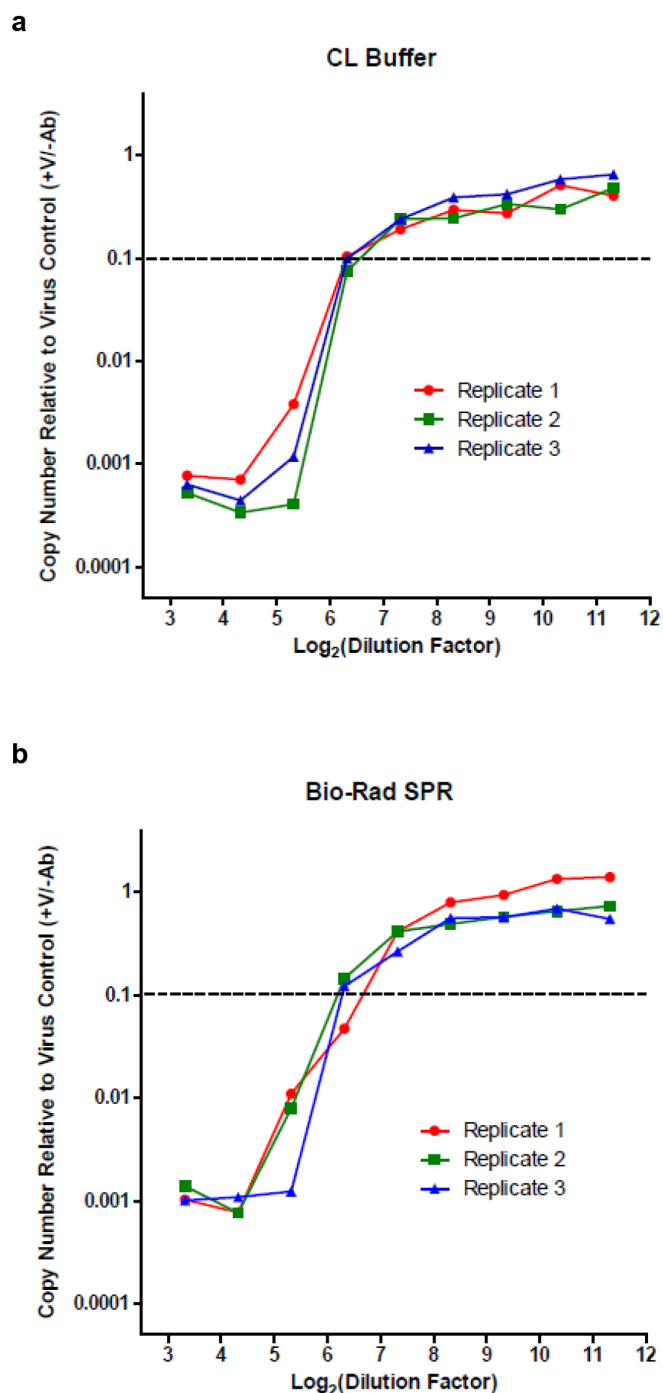 a
CL Buffer
Copy Number Relative to Virus Control (+V/-Ab)
1
0.1
0.01
0.001
0.0001
Replicate 1
Replicate 2
Replicate 3
3 4 5 6 7 8 9 10 11 12
Log₂(Dilution Factor)
b
Bio-Rad SPR
Copy Number Relative to Virus Control (+V/-Ab)
1
0.1
0.01
0.001
0.0001
Replicate 1
Replicate 2
Replicate 3
3 4 5 6 7 8 9 10 11 12
Log₂(Dilution Factor)